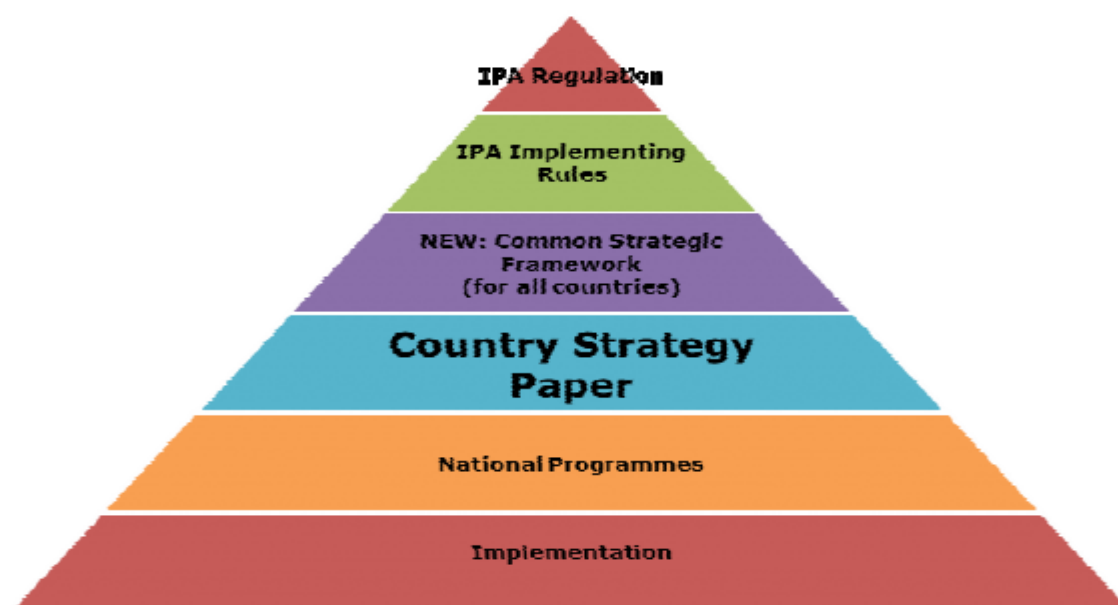 IPA Regulation
IPA Implementing
Rules
NEW: Common Strategic
Framework
(for all countries)
Country Strategy
Paper
National Programmes
Implementation